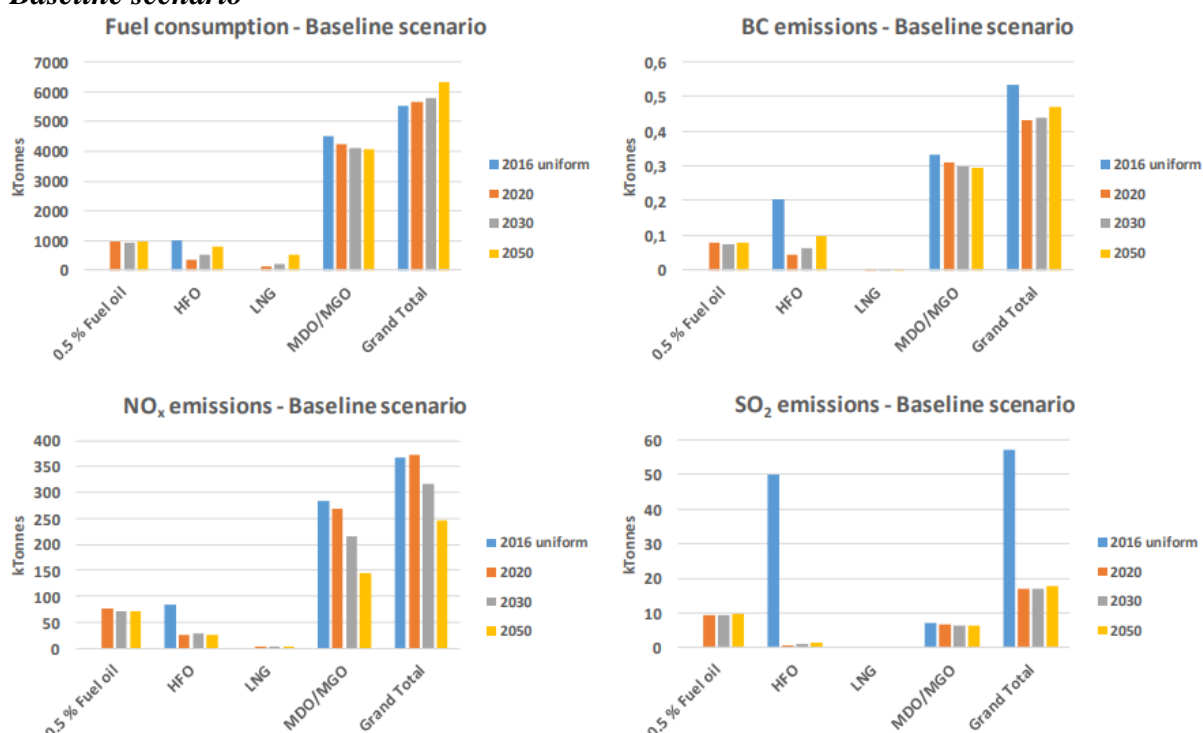 Baseline scenario
Fuel consumption - Baseline scenario
7000
6000
5000
4000
3000
2000
1000
0
kTonnes
0.5 % Fuel oil
HFO
LNG
MDO/MGO
Grand Total
2016 uniform
2020
2030
2050
BC emissions - Baseline scenario
0,6
0,5
0,4
0,3
0,2
0,1
0
kTonnes
0.5 % Fuel oil
HFO
LNG
MDO/MGO
Grand Total
2016 uniform
2020
2030
2050
NOx emissions - Baseline scenario
400
350
300
250
200
150
100
50
0
kTonnes
0.5 % Fuel oil
HFO
LNG
MDO/MGO
Grand Total
2016 uniform
2020
2030
2050
SO2 emissions - Baseline scenario
60
50
40
30
20
10
0
kTonnes
0.5 % Fuel oil
HFO
LNG
MDO/MGO
Grand Total
2016 uniform
2020
2030
2050